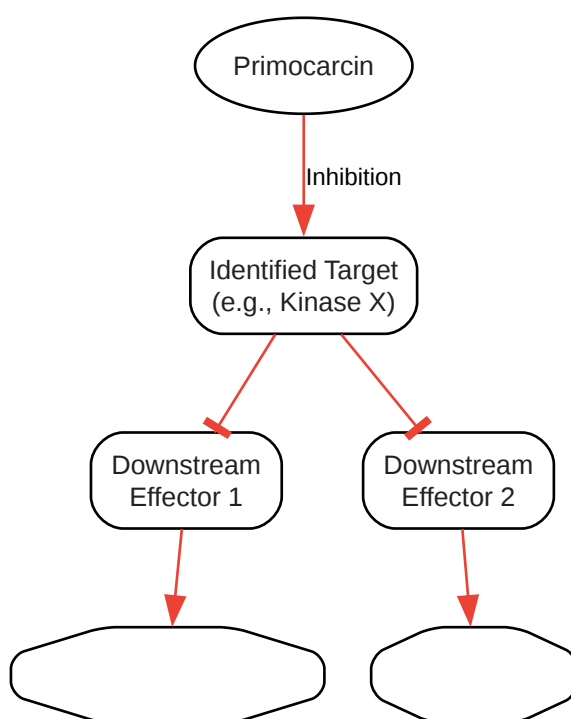 Primocarcin
Inhibition
Identified Target
(e.g., Kinase X)
Downstream
Effector 1
Downstream
Effector 2